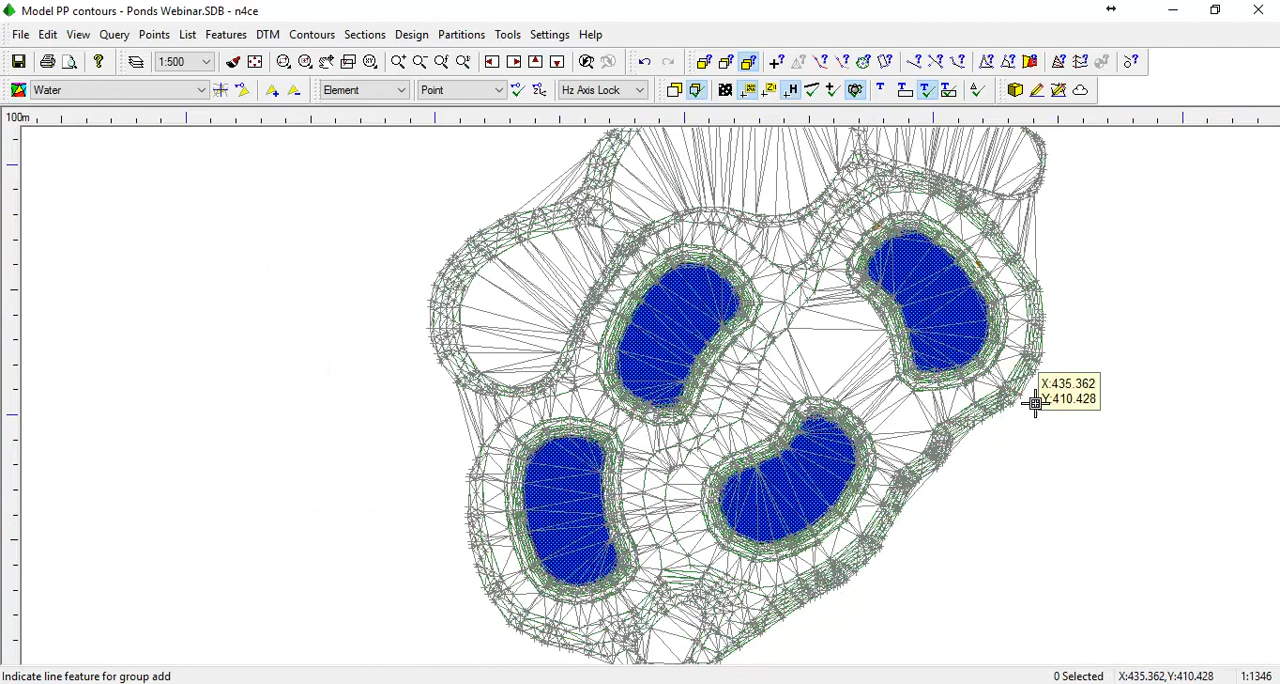 Model PP contours - Ponds Webinar.SDB - n4ce
File Edit View Query Points List Features DTM Contours Sections Design Partitions Tools Settings Help
1:500
Water Element Point Hz Axis Lock
100m
X:435.362
Y:410.428
Indicate line feature for group add 0 Selected X:435.362,Y:410.428 1:1346